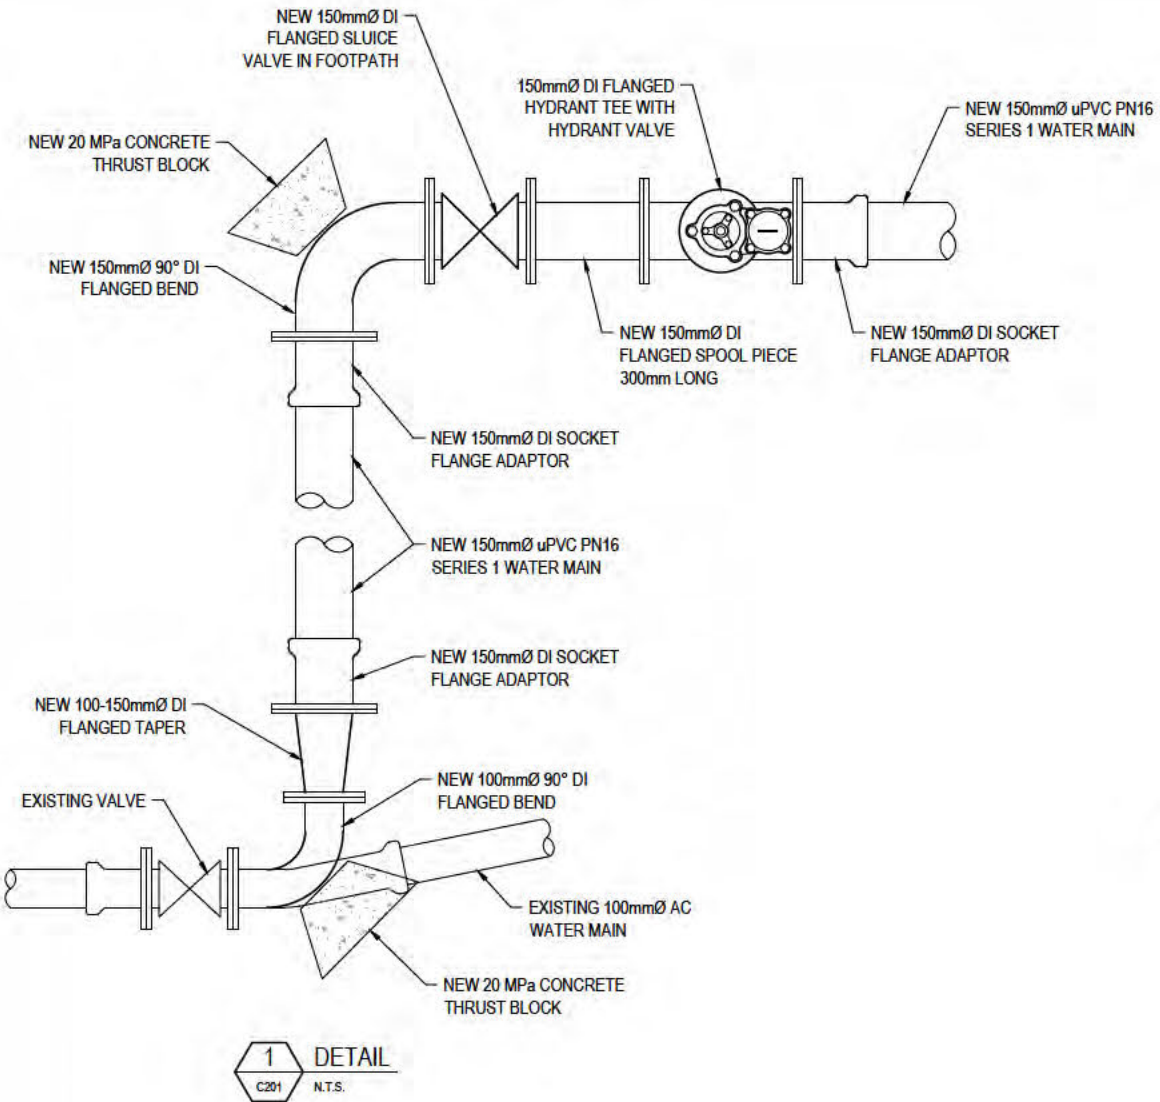 NEW 150mmØ DI
FLANGED SLUICE
VALVE IN FOOTPATH
150mmØ DI FLANGED
HYDRANT TEE WITH
HYDRANT VALVE
NEW 150mmØ uPVC PN16
SERIES 1 WATER MAIN
NEW 20 MPa CONCRETE
THRUST BLOCK
NEW 150mmØ 90° DI
FLANGED BEND
NEW 150mmØ DI
FLANGED SPOOL PIECE
300mm LONG
NEW 150mmØ DI SOCKET
FLANGE ADAPTOR
NEW 150mmØ DI SOCKET
FLANGE ADAPTOR
NEW 150mmØ uPVC PN16
SERIES 1 WATER MAIN
NEW 150mmØ DI SOCKET
FLANGE ADAPTOR
NEW 100-150mmØ DI
FLANGED TAPER
NEW 100mmØ 90° DI
FLANGED BEND
EXISTING VALVE
EXISTING 100mmØ AC
WATER MAIN
NEW 20 MPa CONCRETE
THRUST BLOCK
1 DETAIL
C201 N.T.S.